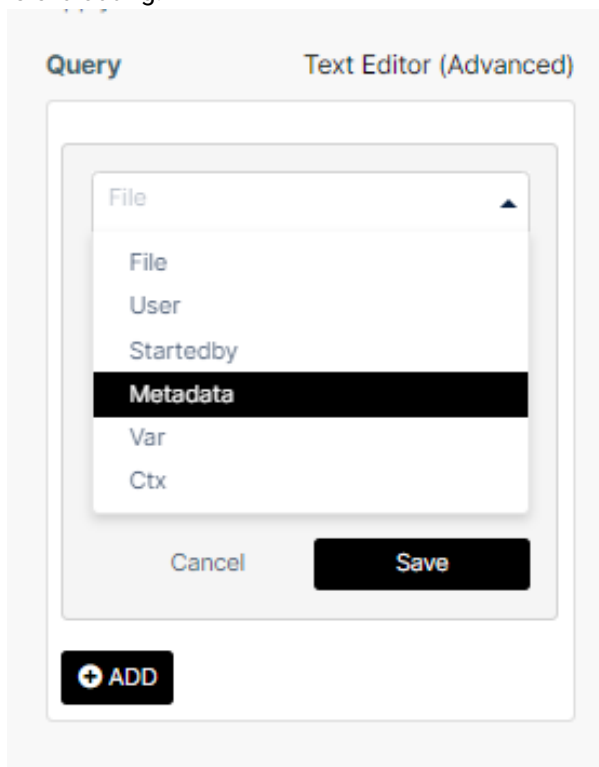 Query Text Editor (Advanced)
File
File
User
Startedby
Metadata
Var
Ctx
Cancel Save
ADD